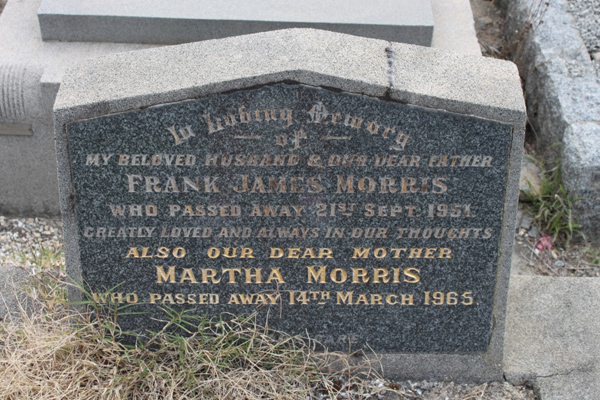 In Loving Memory
of
MY BELOVED HUSBAND & OUR DEAR FATHER
FRANK JAMES MORRIS
WHO PASSED AWAY 21ST SEPT. 1951.
GREATLY LOVED AND ALWAYS IN OUR THOUGHTS
ALSO OUR DEAR MOTHER
MARTHA MORRIS
WHO PASSED AWAY 14TH MARCH 1965.